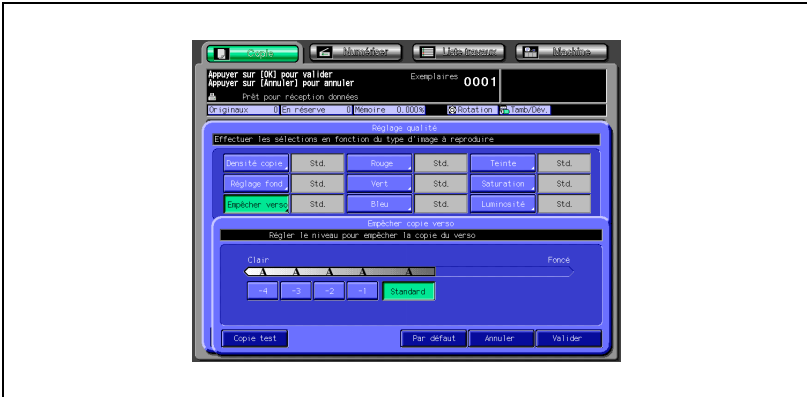 Copie Numériser Liste travaux Machine
Appuyer sur [OK] pour valider
Appuyer sur [Annuler] pour annuler
Exemplaires 0001
Prêt pour réception données
Originaux 0 En réserve 0 Mémoire 0.000% Rotation Tamb/Dév.
Réglage qualité
Effectuer les sélections en fonction du type d'image à reproduire
Densité copie Std. Rouge Std. Teinte Std.
Réglage fond Std. Vert Std. Saturation Std.
Empêcher verso Std. Bleu Std. Luminosité Std.
Empêcher copie verso
Régler le niveau pour empêcher la copie du verso
Clair Foncé
A A A A A
-4 -3 -2 -1 Standard
Copie test Par défaut Annuler Valider